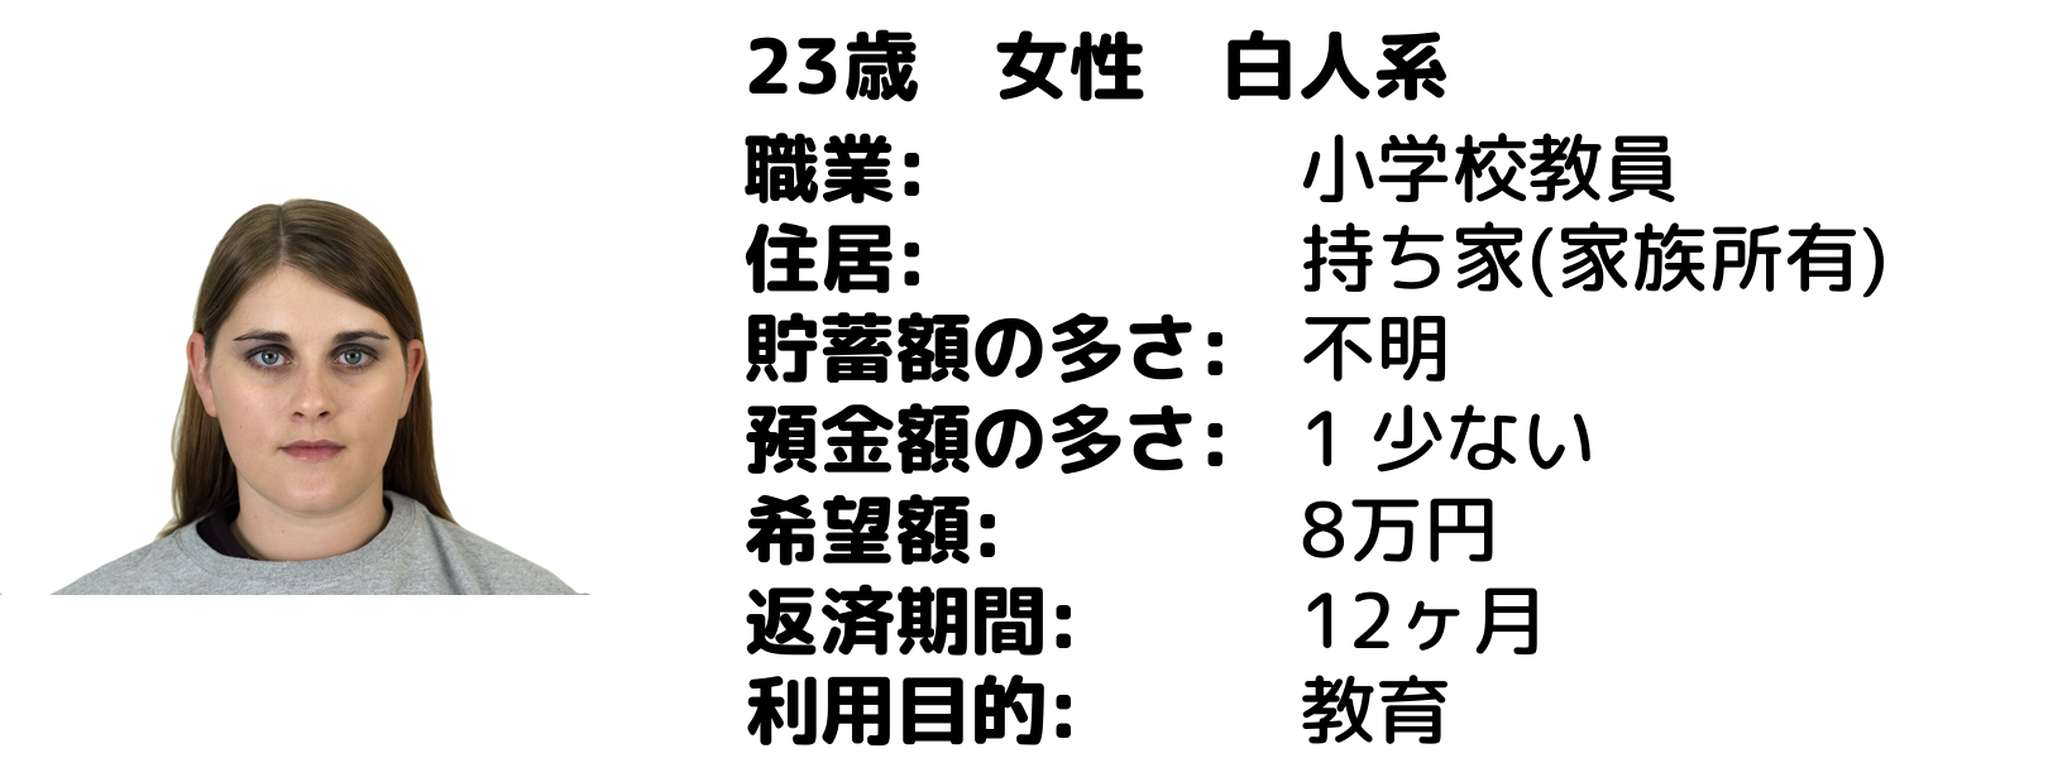 23歳　女性　白人系
職業: 小学校教員
住居: 持ち家(家族所有)
貯蓄額の多さ: 不明
預金額の多さ: 1 少ない
希望額: 8万円
返済期間: 12ヶ月
利用目的: 教育